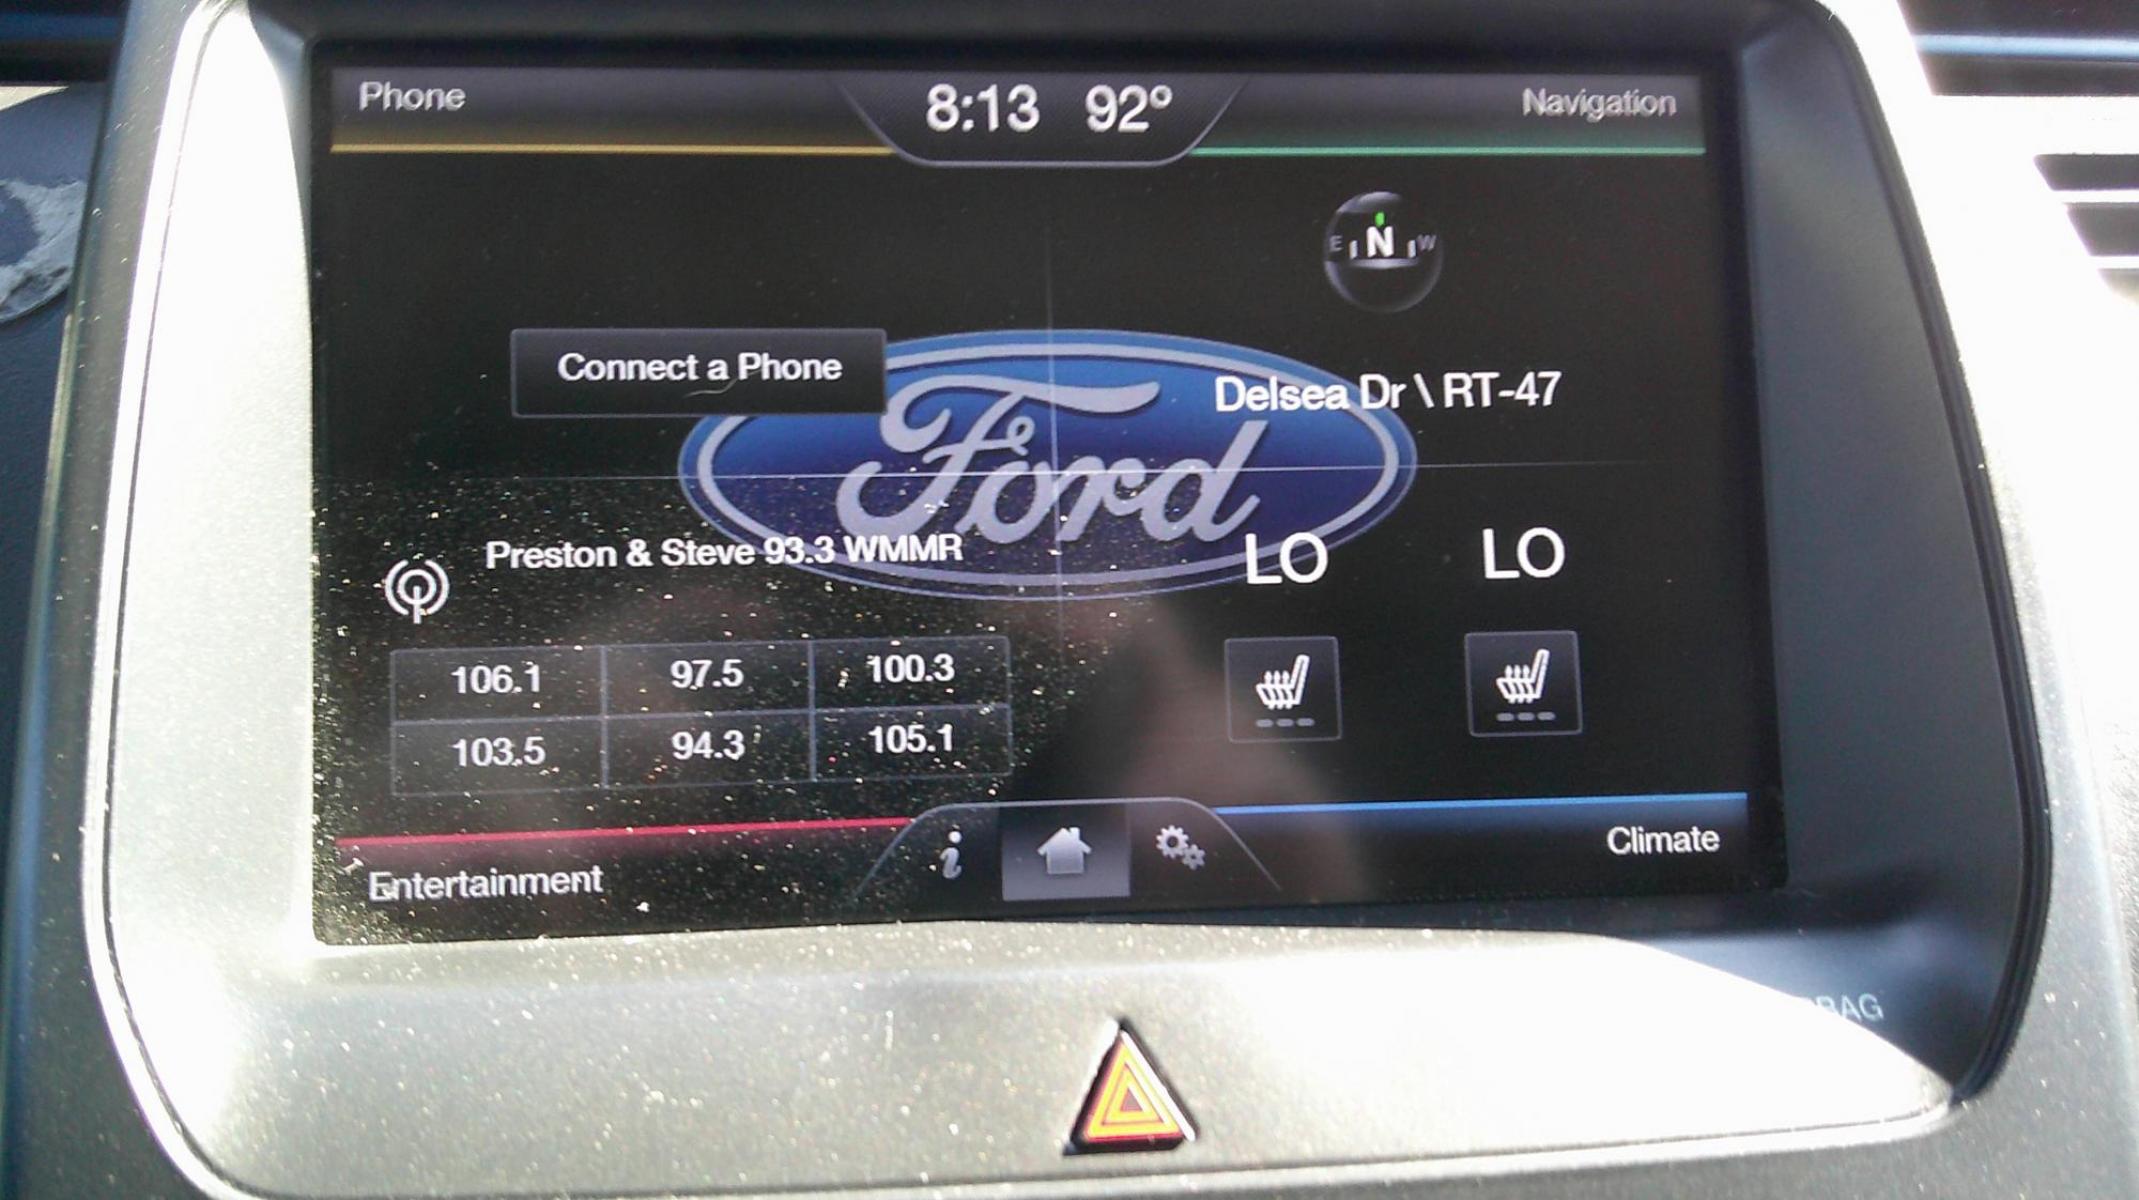 Phone
8:13 92°
Navigation
E N W
Connect a Phone
Delsea Dr \ RT-47
Ford
Preston & Steve 93.3 WMMR
LO LO
106.1 97.5 100.3
103.5 94.3 105.1
Entertainment
i
Climate